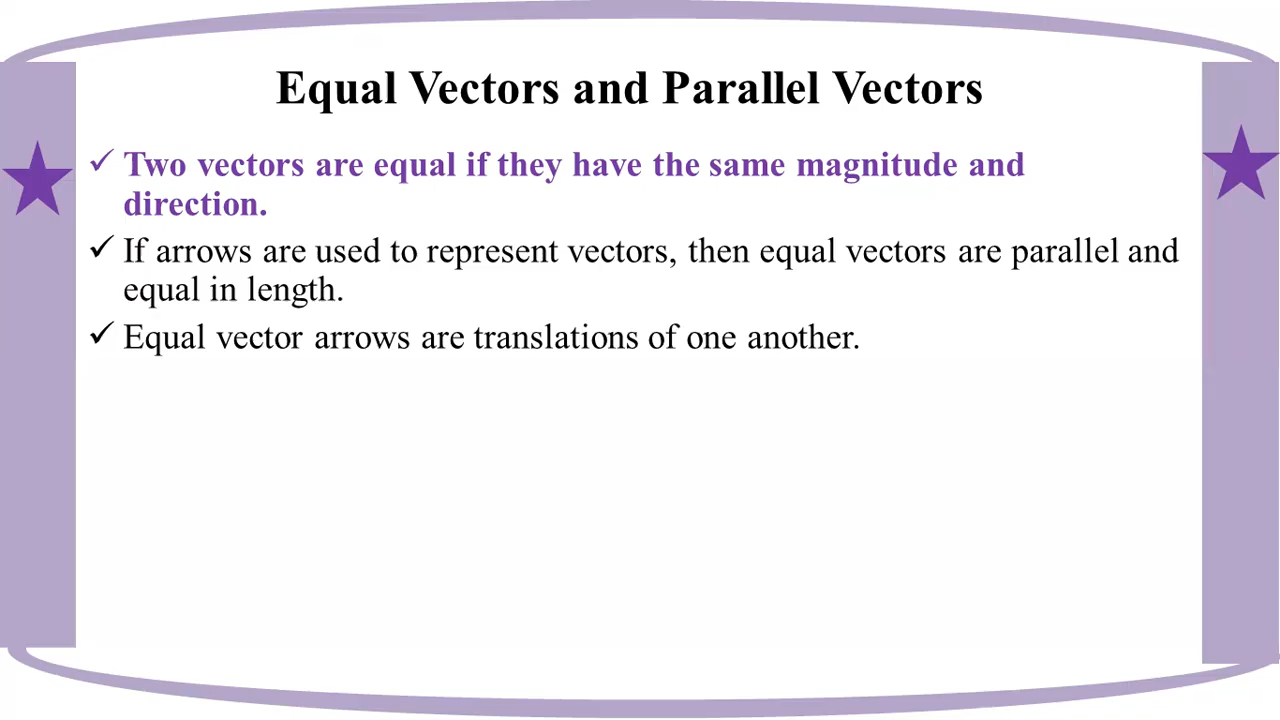 Equal Vectors and Parallel Vectors
✓ Two vectors are equal if they have the same magnitude and
direction.
✓ If arrows are used to represent vectors, then equal vectors are parallel and
equal in length.
✓ Equal vector arrows are translations of one another.